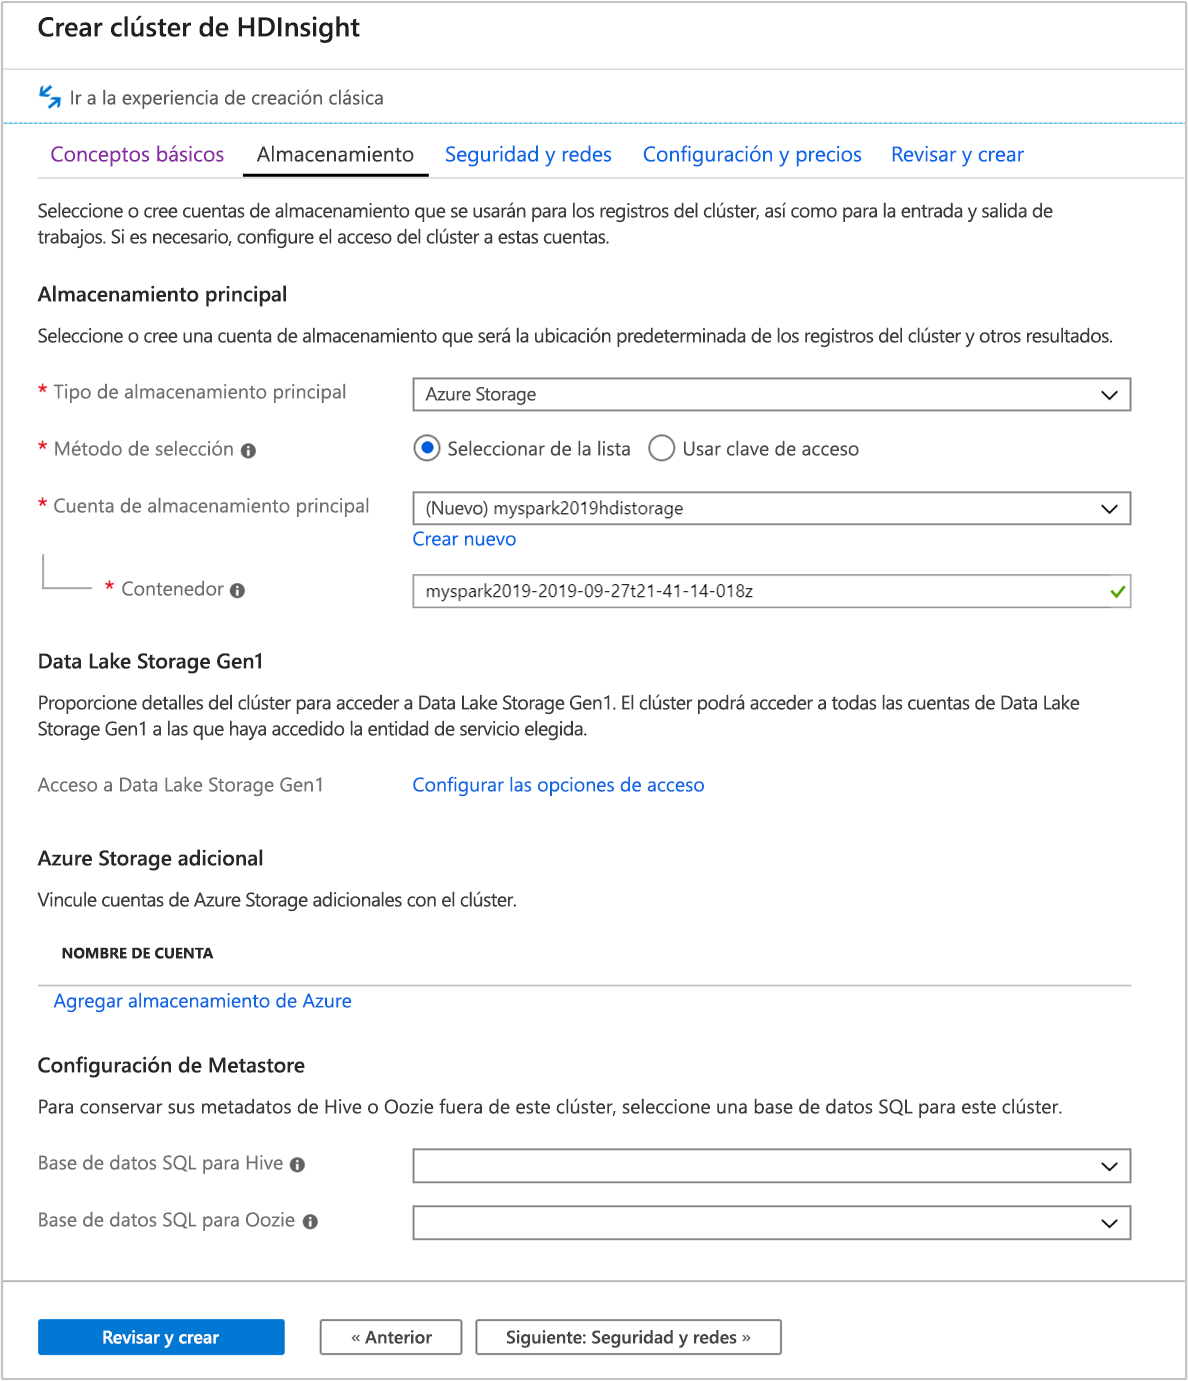 Crear clúster de HDInsight
Ir a la experiencia de creación clásica
Conceptos básicos Almacenamiento Seguridad y redes Configuración y precios Revisar y crear
Seleccione o cree cuentas de almacenamiento que se usarán para los registros del clúster, así como para la entrada y salida de
trabajos. Si es necesario, configure el acceso del clúster a estas cuentas.
Almacenamiento principal
Seleccione o cree una cuenta de almacenamiento que será la ubicación predeterminada de los registros del clúster y otros resultados.
* Tipo de almacenamiento principal Azure Storage
* Método de selección Seleccionar de la lista Usar clave de acceso
* Cuenta de almacenamiento principal (Nuevo) myspark2019hdistorage
Crear nuevo
* Contenedor myspark2019-2019-09-27t21-41-14-018z
Data Lake Storage Gen1
Proporcione detalles del clúster para acceder a Data Lake Storage Gen1. El clúster podrá acceder a todas las cuentas de Data Lake
Storage Gen1 a las que haya accedido la entidad de servicio elegida.
Acceso a Data Lake Storage Gen1 Configurar las opciones de acceso
Azure Storage adicional
Vincule cuentas de Azure Storage adicionales con el clúster.
NOMBRE DE CUENTA
Agregar almacenamiento de Azure
Configuración de Metastore
Para conservar sus metadatos de Hive o Oozie fuera de este clúster, seleccione una base de datos SQL para este clúster.
Base de datos SQL para Hive
Base de datos SQL para Oozie
Revisar y crear « Anterior Siguiente: Seguridad y redes »